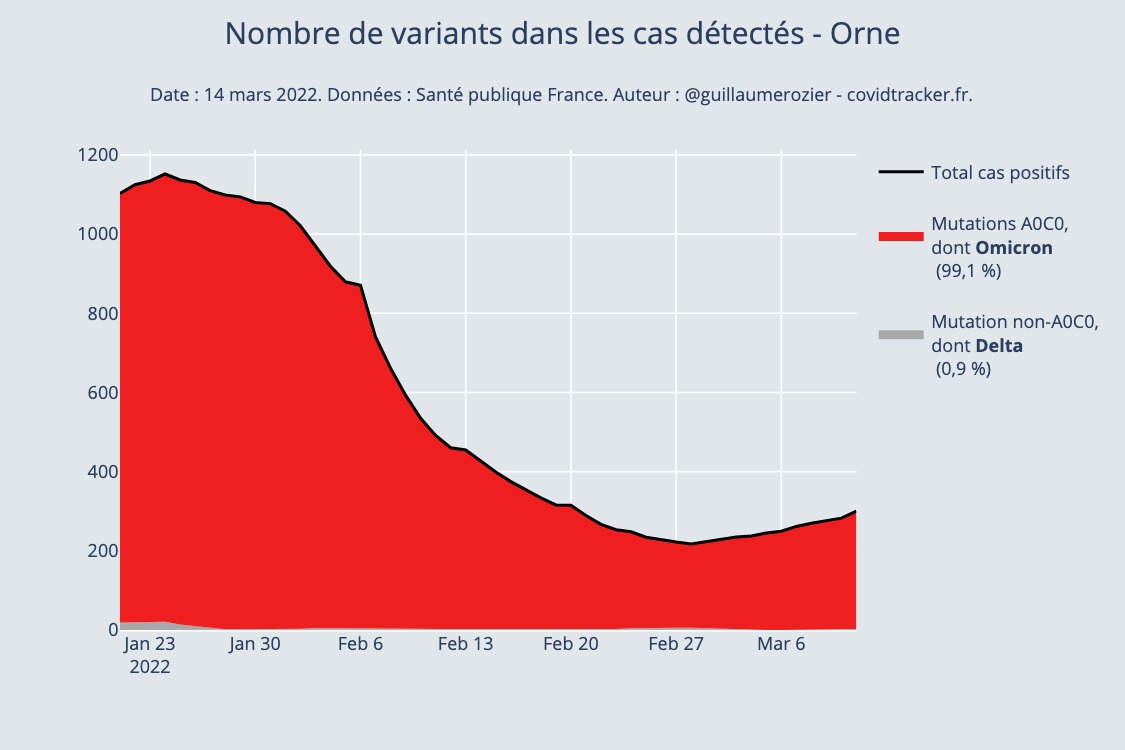 Nombre de variants dans les cas détectés - Orne
Date : 14 mars 2022. Données : Santé publique France. Auteur : @guillaumerozier - covidtracker.fr.
1200
1000
800
600
400
200
0
Jan 23
2022
Jan 30
Feb 6
Feb 13
Feb 20
Feb 27
Mar 6
Total cas positifs
Mutations A0C0,
dont Omicron
(99,1 %)
Mutation non-A0C0,
dont Delta
(0,9 %)